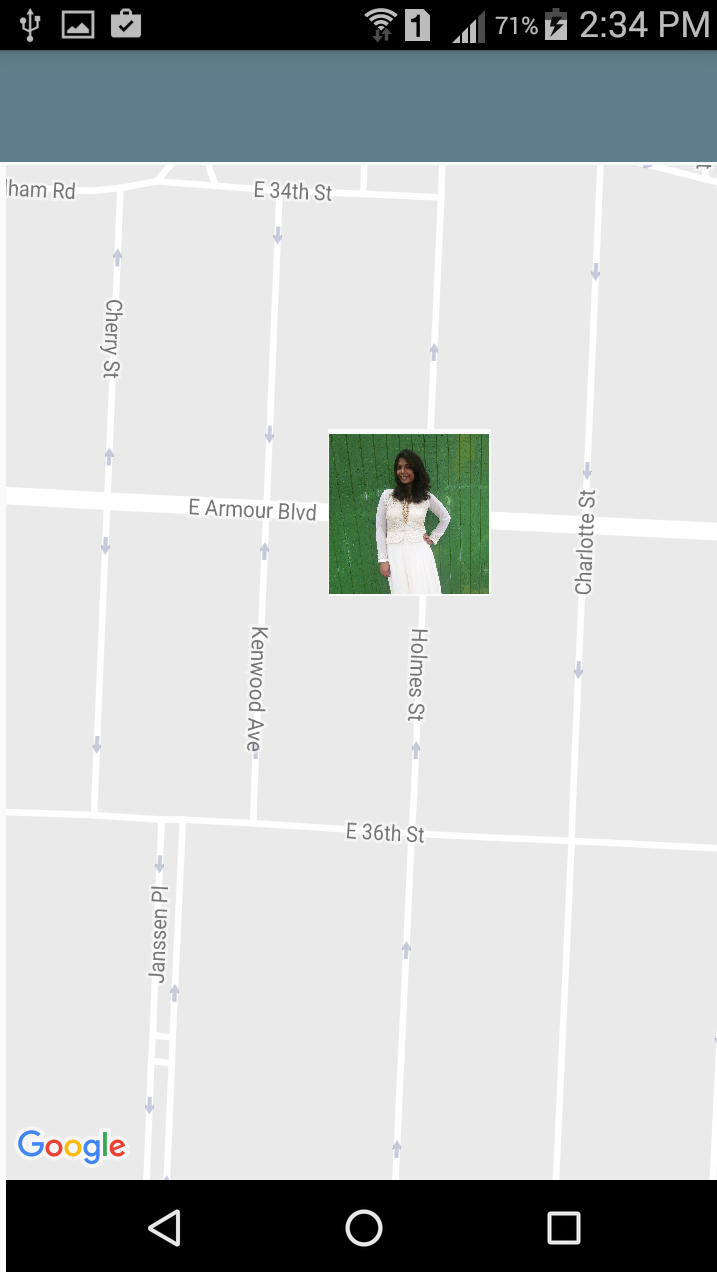 1 71% 2:34 PM
lham Rd
E 34th St
Cherry St
E Armour Blvd
Charlotte St
Kenwood Ave
Holmes St
E 36th St
Janssen Pl
Google